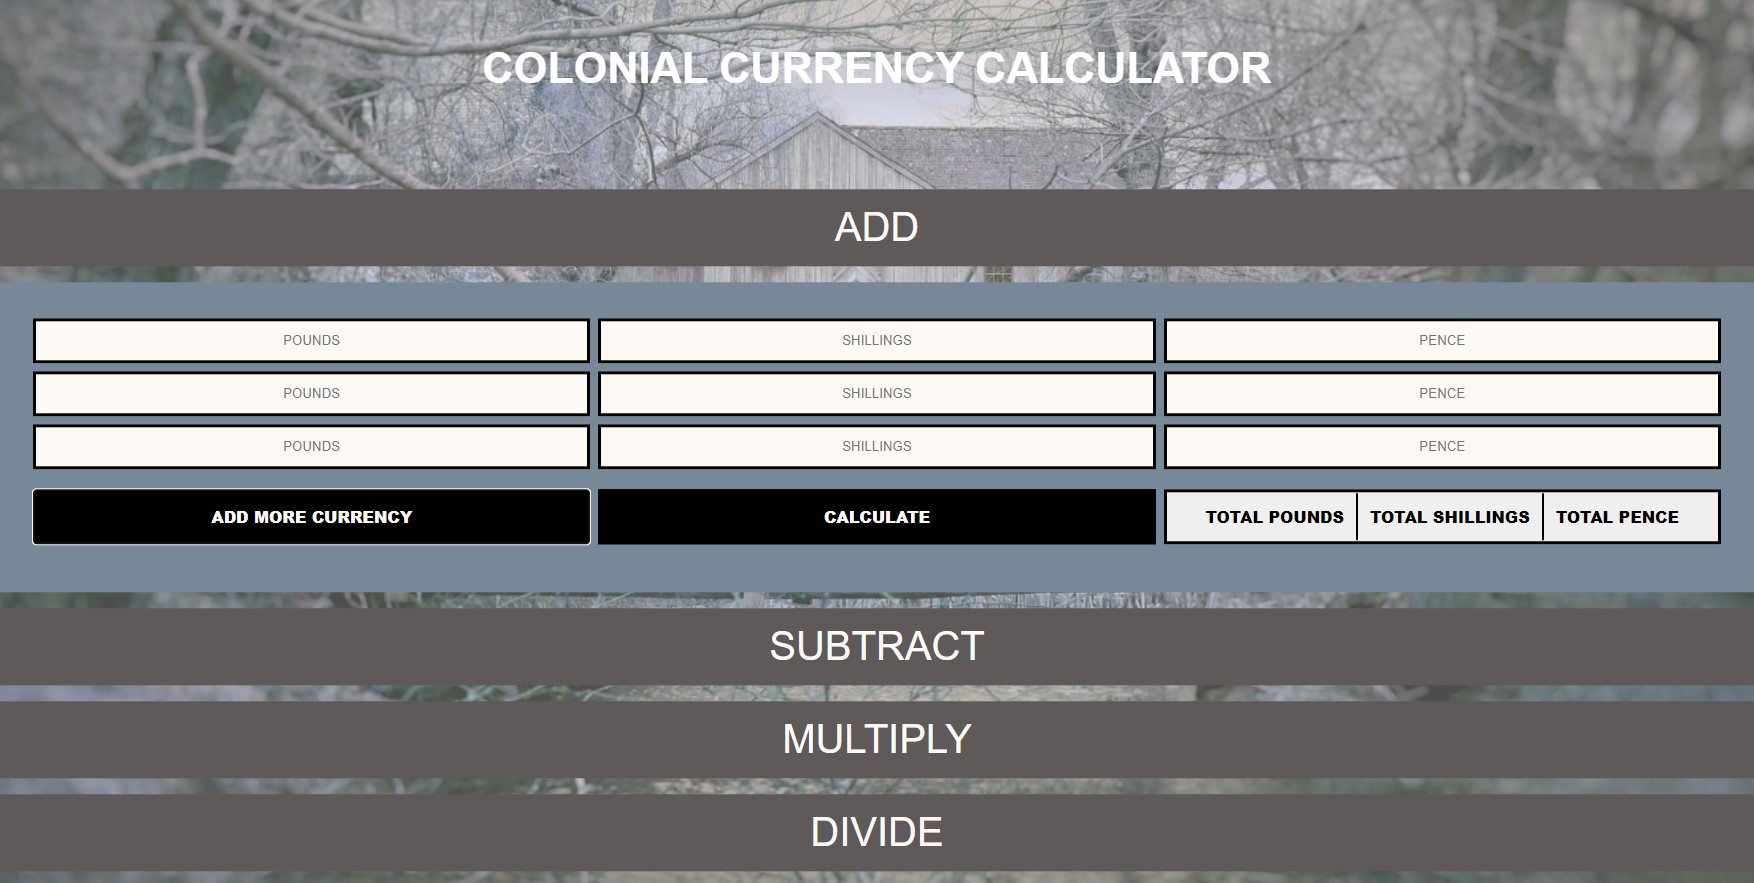 COLONIAL CURRENCY CALCULATOR
ADD
POUNDS SHILLINGS PENCE
POUNDS SHILLINGS PENCE
POUNDS SHILLINGS PENCE
ADD MORE CURRENCY CALCULATE TOTAL POUNDS TOTAL SHILLINGS TOTAL PENCE
SUBTRACT
MULTIPLY
DIVIDE